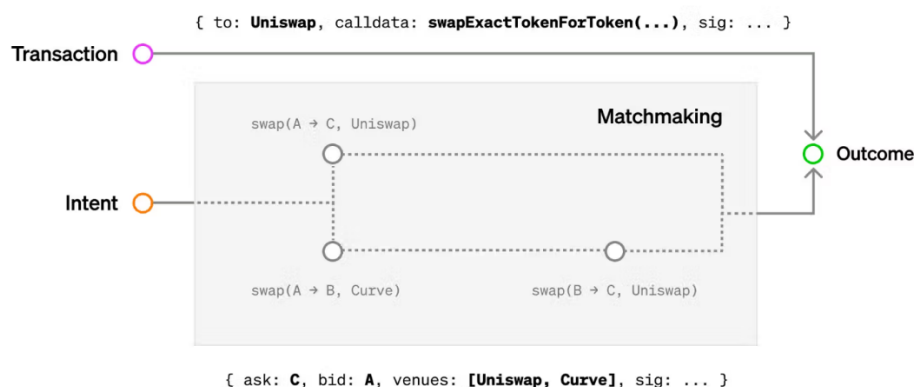 { to: Uniswap, calldata: swapExactTokenForToken(...), sig: ... }
Transaction
Matchmaking
swap(A → C, Uniswap)
Outcome
Intent
swap(A → B, Curve)
swap(B → C, Uniswap)
{ ask: C, bid: A, venues: [Uniswap, Curve], sig: ... }